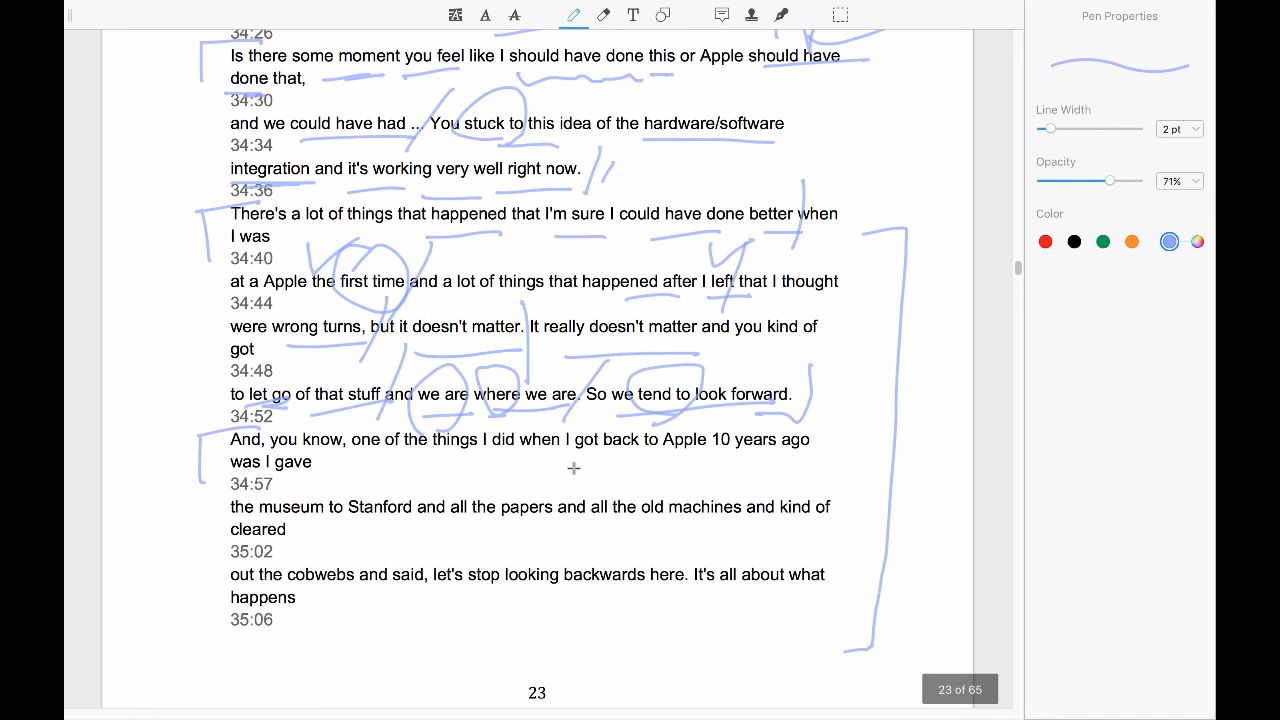 Pen Properties
34:26
Is there some moment you feel like I should have done this or Apple should have
done that,
34:30
and we could have had ... You stuck to this idea of the hardware/software
34:34
integration and it's working very well right now.
34:36
There's a lot of things that happened that I'm sure I could have done better when
I was
34:40
at a Apple the first time and a lot of things that happened after I left that I thought
34:44
were wrong turns, but it doesn't matter. It really doesn't matter and you kind of
got
34:48
to let go of that stuff and we are where we are. So we tend to look forward.
34:52
And, you know, one of the things I did when I got back to Apple 10 years ago
was I gave
34:57
the museum to Stanford and all the papers and all the old machines and kind of
cleared
35:02
out the cobwebs and said, let's stop looking backwards here. It's all about what
happens
35:06
23
23 of 65
Line Width
2 pt
Opacity
71%
Color